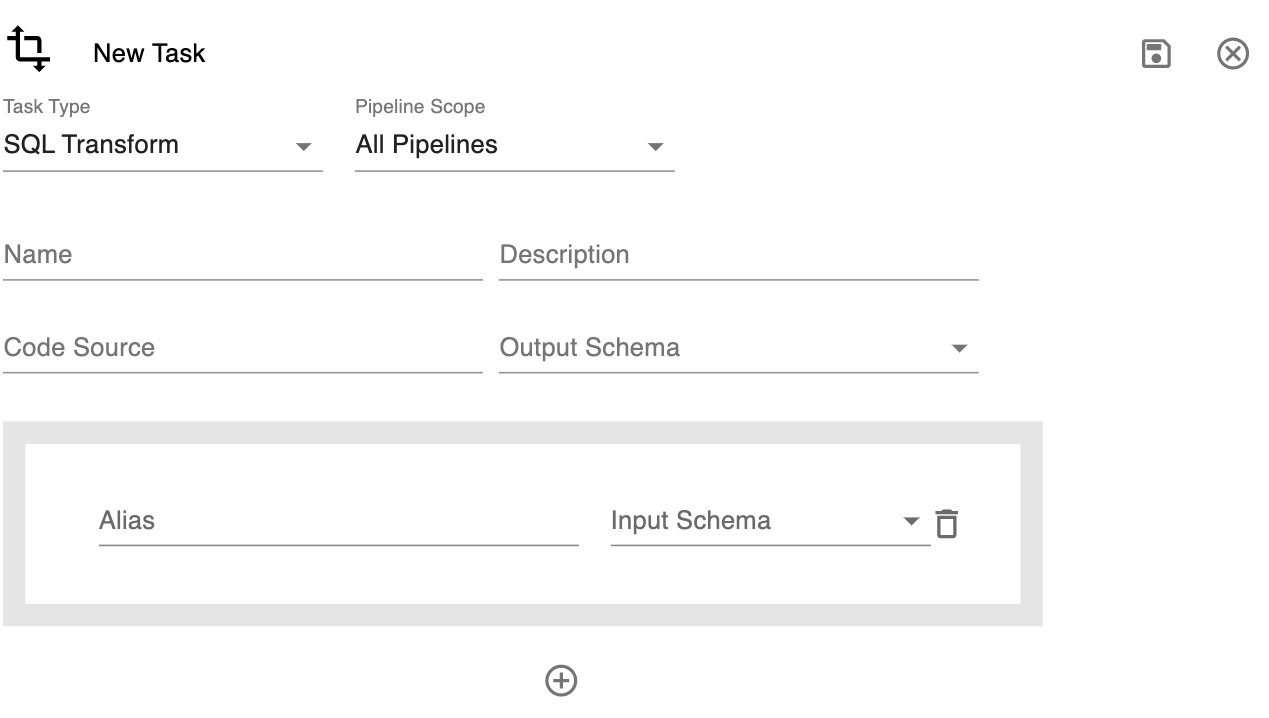 New Task
Task Type
Pipeline Scope
SQL Transform
All Pipelines
Name
Description
Code Source
Output Schema
Alias
Input Schema